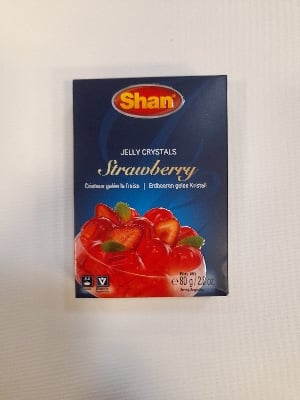 Shan
JELLY CRYSTALS
Strawberry
Cristaux gelée la fraise | Erdbeeren gelee Kristall
80 g / 2.8 oz